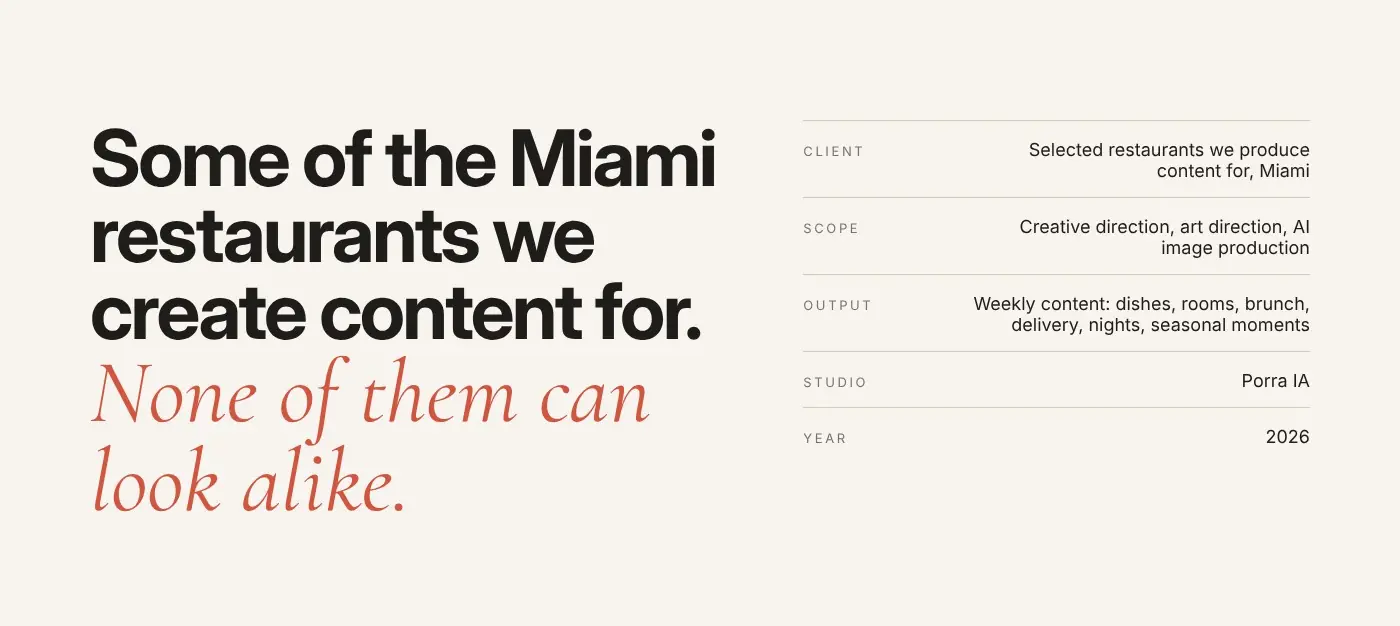 Some of the Miami
restaurants we
create content for.
None of them can
look alike.
CLIENT
Selected restaurants we produce
content for, Miami
SCOPE
Creative direction, art direction, AI
image production
OUTPUT
Weekly content: dishes, rooms, brunch,
delivery, nights, seasonal moments
STUDIO
Porra IA
YEAR
2026